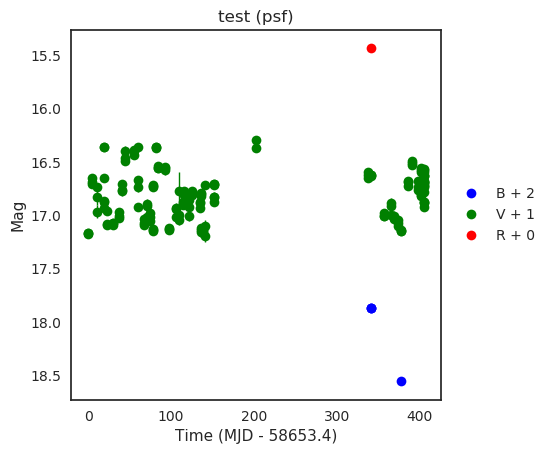 test (psf)
15.5
16.0
16.5
17.0
17.5
18.0
18.5
Mag
0 100 200 300 400
Time (MJD - 58653.4)
B + 2
V + 1
R + 0